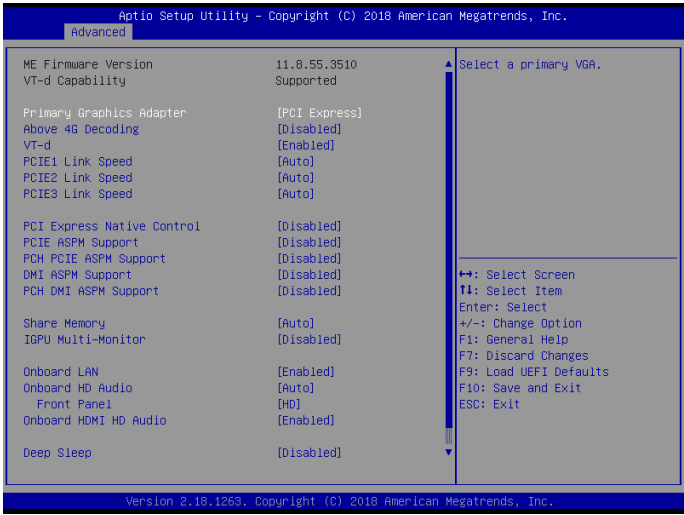 Aptio Setup Utility – Copyright (C) 2018 American Megatrends, Inc.
Advanced
ME Firmware Version 11.8.55.3510
VT-d Capability Supported
Primary Graphics Adapter [PCI Express]
Above 4G Decoding [Disabled]
VT-d [Enabled]
PCIE1 Link Speed [Auto]
PCIE2 Link Speed [Auto]
PCIE3 Link Speed [Auto]
PCI Express Native Control [Disabled]
PCIE ASPM Support [Disabled]
PCH PCIE ASPM Support [Disabled]
DMI ASPM Support [Disabled]
PCH DMI ASPM Support [Disabled]
Share Memory [Auto]
IGPU Multi-Monitor [Disabled]
Onboard LAN [Enabled]
Onboard HD Audio [Auto]
Front Panel [HD]
Onboard HDMI HD Audio [Enabled]
Deep Sleep [Disabled]
Select a primary VGA.
↔: Select Screen
↑↓: Select Item
Enter: Select
+/-: Change Option
F1: General Help
F7: Discard Changes
F9: Load UEFI Defaults
F10: Save and Exit
ESC: Exit
Version 2.18.1263. Copyright (C) 2018 American Megatrends, Inc.